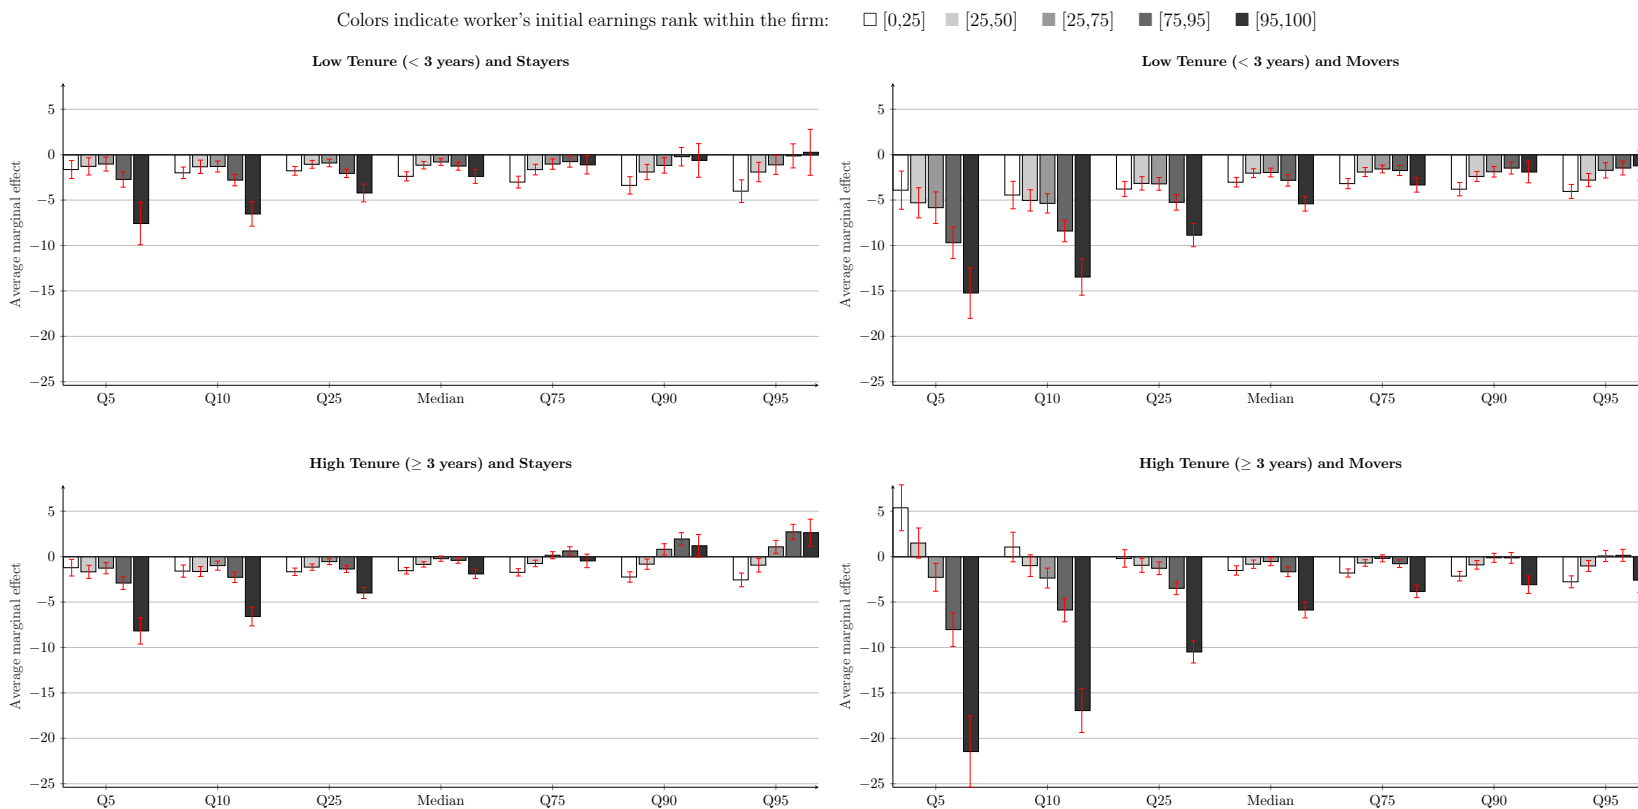 Colors indicate worker's initial earnings rank within the firm: [0,25] [25,50] [25,75] [75,95] [95,100]
Low Tenure (< 3 years) and Stayers
Average marginal effect
5
0
−5
−10
−15
−20
−25
Q5 Q10 Q25 Median Q75 Q90 Q95
Low Tenure (< 3 years) and Movers
Average marginal effect
5
0
−5
−10
−15
−20
−25
Q5 Q10 Q25 Median Q75 Q90 Q95
High Tenure (≥ 3 years) and Stayers
Average marginal effect
5
0
−5
−10
−15
−20
−25
Q5 Q10 Q25 Median Q75 Q90 Q95
High Tenure (≥ 3 years) and Movers
Average marginal effect
5
0
−5
−10
−15
−20
−25
Q5 Q10 Q25 Median Q75 Q90 Q95